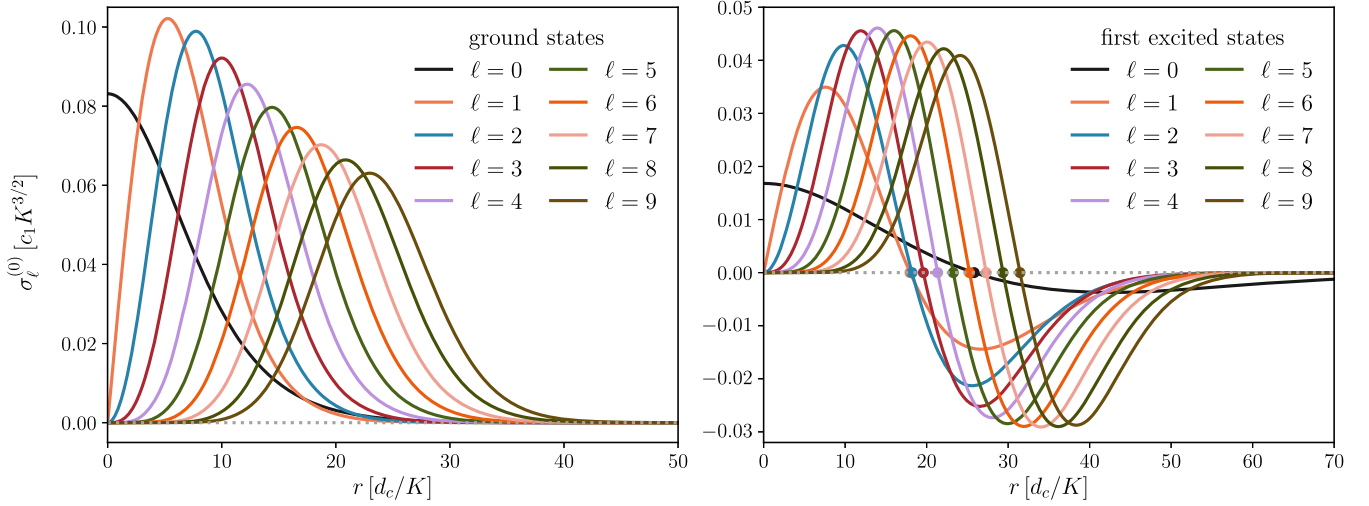 ground states
ℓ = 0 ℓ = 5
ℓ = 1 ℓ = 6
ℓ = 2 ℓ = 7
ℓ = 3 ℓ = 8
ℓ = 4 ℓ = 9
σ_ℓ^(0) [c_1 K^{3/2}]
0.10
0.08
0.06
0.04
0.02
0.00
0 10 20 30 40 50
r [d_c/K]
first excited states
ℓ = 0 ℓ = 5
ℓ = 1 ℓ = 6
ℓ = 2 ℓ = 7
ℓ = 3 ℓ = 8
ℓ = 4 ℓ = 9
0.05
0.04
0.03
0.02
0.01
0.00
−0.01
−0.02
−0.03
0 10 20 30 40 50 60 70
r [d_c/K]